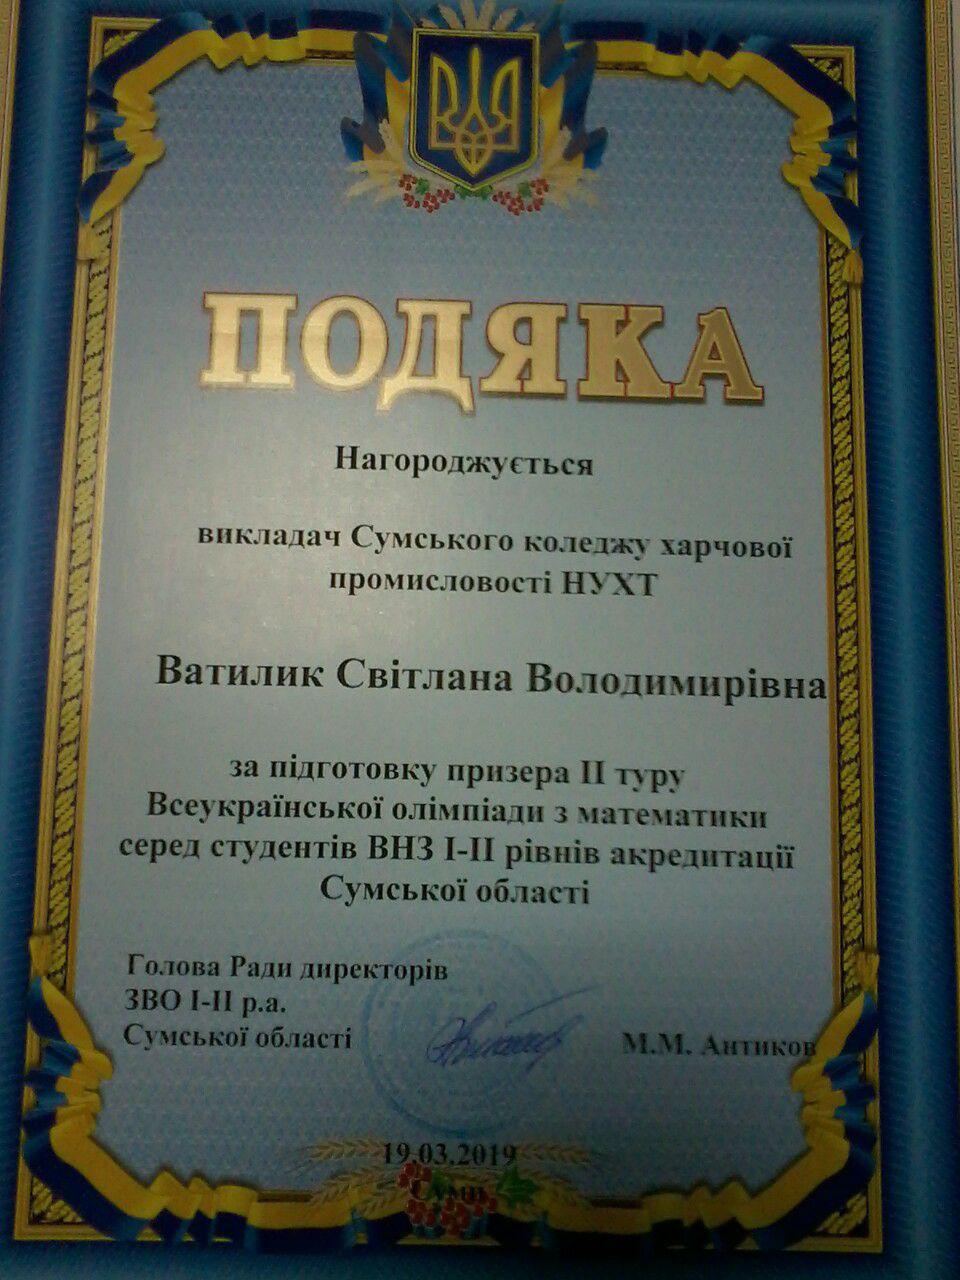 ПОДЯКА
Нагороджується
викладач Сумського коледжу харчової
промисловості НУХТ
Ватилик Світлана Володимирівна
за підготовку призера ІІ туру
Всеукраїнської олімпіади з математики
серед студентів ВНЗ І-ІІ рівнів акредитації
Сумської області
Голова Ради директорів
ЗВО І-ІІ р.а.
Сумської області
М.М. Антиков
19.03.2019
Суми